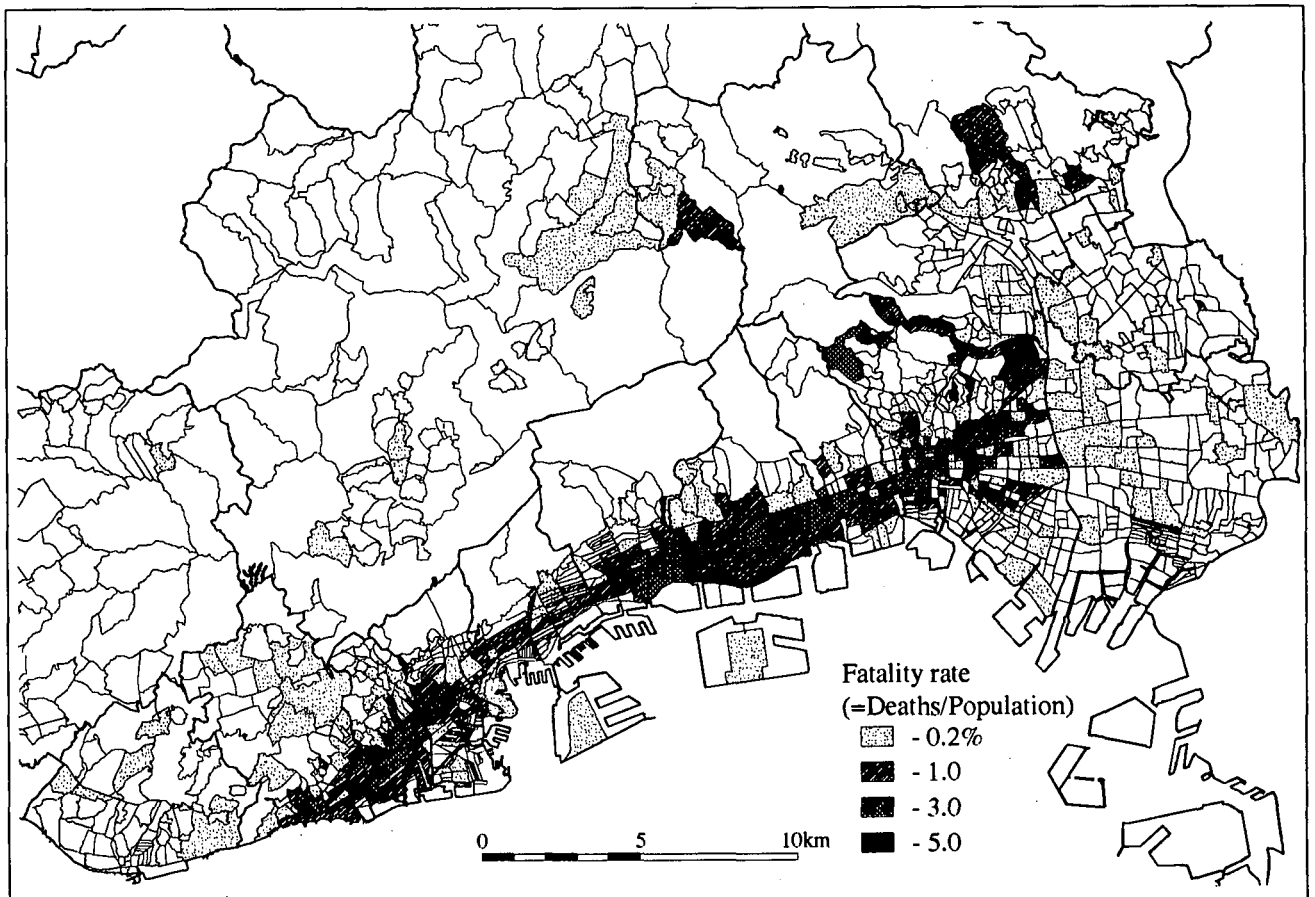 Fatality rate
(=Deaths/Population)
- 0.2%
- 1.0
- 3.0
- 5.0
0 5 10km